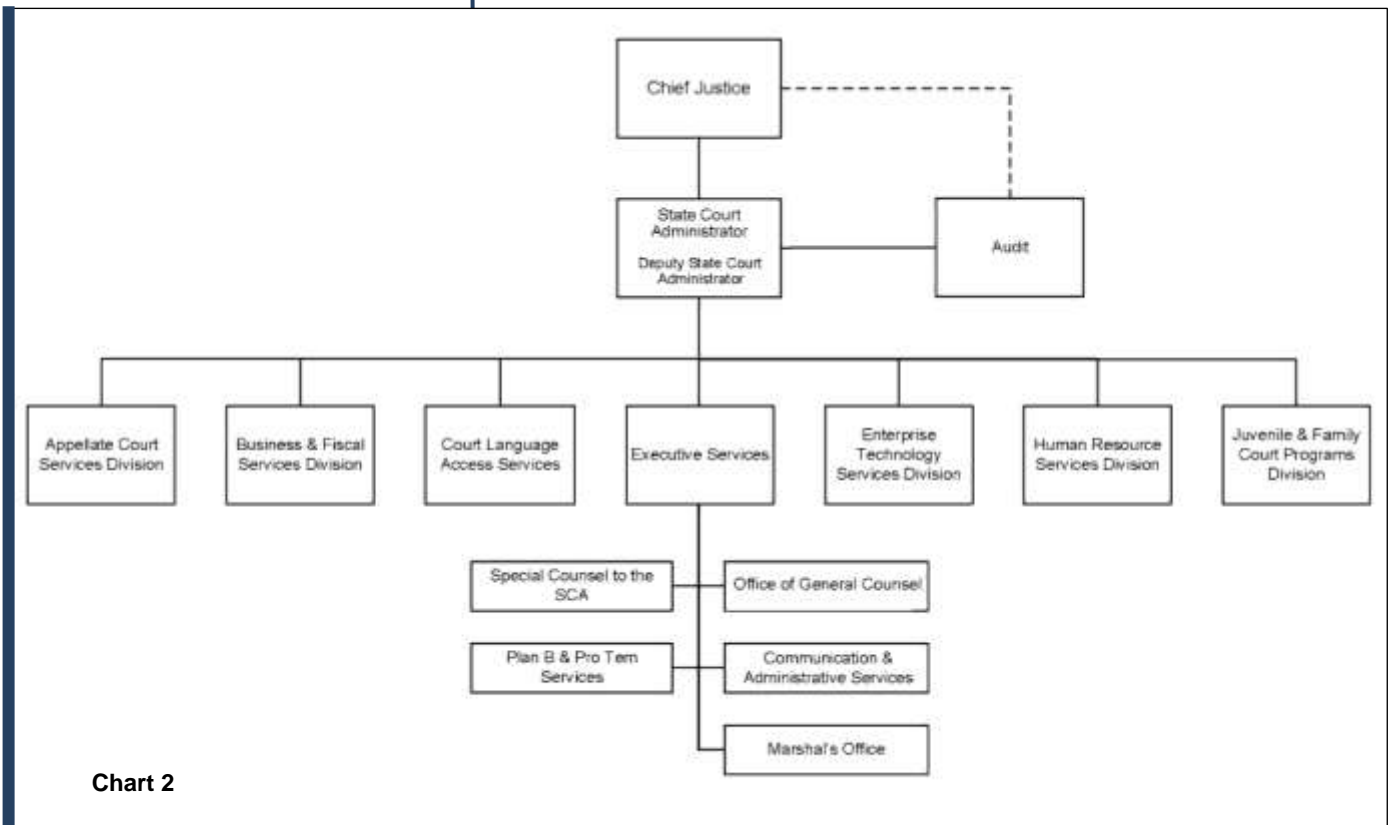 Chief Justice
State Court
Administrator
Deputy State Court
Administrator
Audit
Appellate Court
Services Division
Business & Fiscal
Services Division
Court Language
Access Services
Executive Services
Enterprise
Technology
Services Division
Human Resource
Services Division
Juvenile & Family
Court Programs
Division
Special Counsel to the
SCA
Office of General Counsel
Plan B & Pro Tem
Services
Communication &
Administrative Services
Marshal's Office
Chart 2